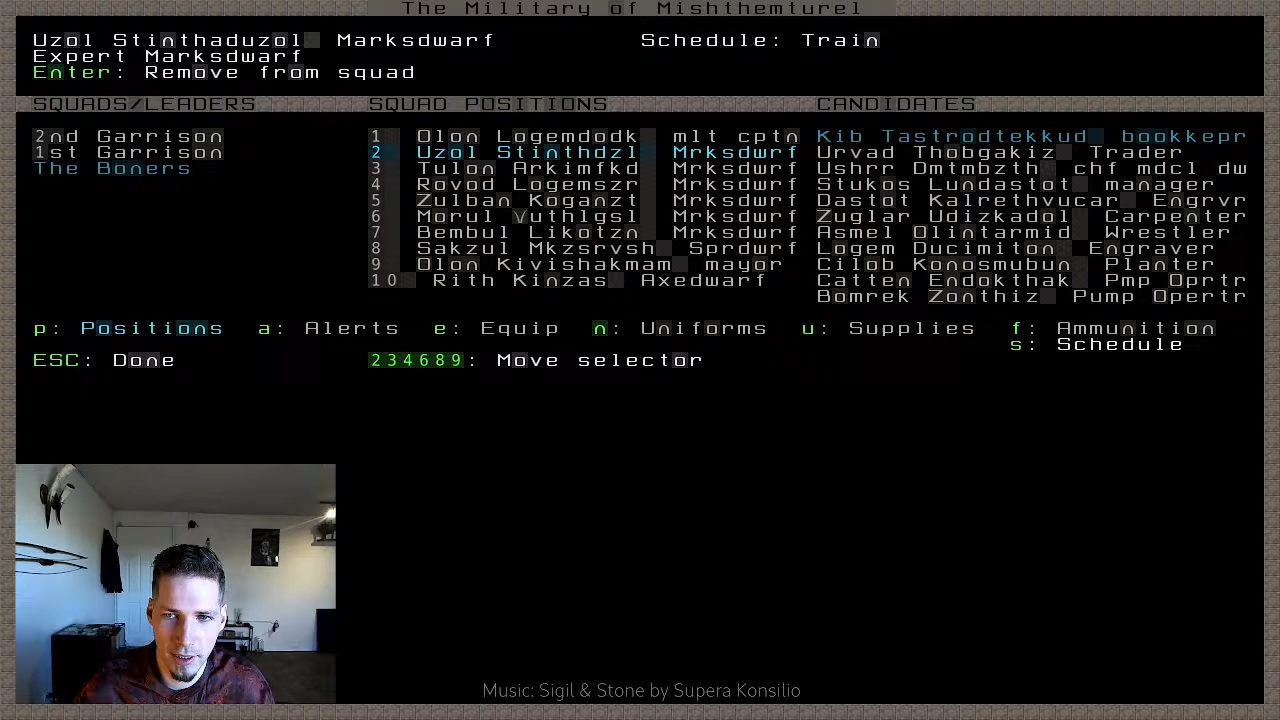 The Military of Mishthemturel
Uzol Stinthaduzol Marksdwarf Schedule: Train
Expert Marksdwarf
Enter: Remove from squad
SQUADS/LEADERS SQUAD POSITIONS CANDIDATES
2nd Garrison 1 Olon Logemdodk mlt cptn Kib Tastrodtekkud bookkepr
1st Garrison 2 Uzol Stinthdzl Mrksdwrf Urvad Thobgakiz Trader
The Boners 3 Tulon Arkimfkd Mrksdwrf Ushrr Dmtmbzth chf mdcl dw
4 Rovod Logemszr Mrksdwrf Stukos Lundastot manager
5 Zulban Koganzt Mrksdwrf Dastot Kalrethvucar Engrvr
6 Morul Vuthlgsl Mrksdwrf Zuglar Udizkadol Carpenter
7 Bembul Likotzn Mrksdwrf Asmel Olintarmid Wrestler
8 Sakzul Mkzsrvsh Sprdwrf Logem Ducimiton Engraver
9 Olon Kivishakmam mayor Cilob Konosmubun Planter
10 Rith Kinzas Axedwarf Catten Endokthak Pmp Oprtr
Bomrek Zonthiz Pump Opertr
p: Positions a: Alerts e: Equip n: Uniforms u: Supplies f: Ammunition
s: Schedule
ESC: Done 234689: Move selector
Music: Sigil & Stone by Supera Konsilio